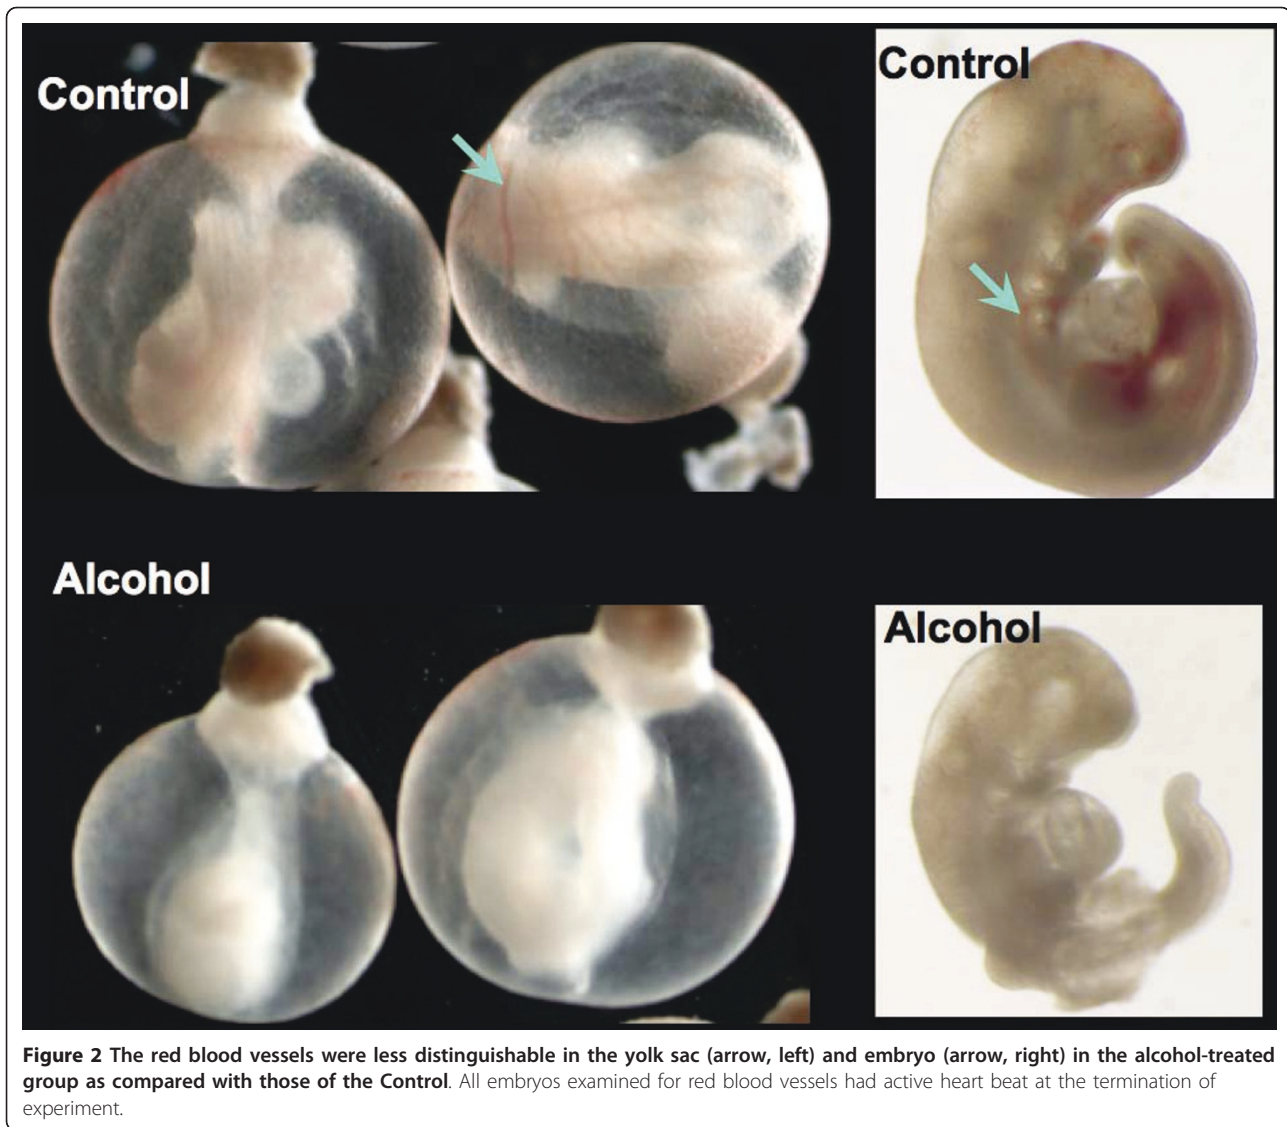 Control
Control
Alcohol
Alcohol
Figure 2 The red blood vessels were less distinguishable in the yolk sac (arrow, left) and embryo (arrow, right) in the alcohol-treated
group as compared with those of the Control. All embryos examined for red blood vessels had active heart beat at the termination of
experiment.